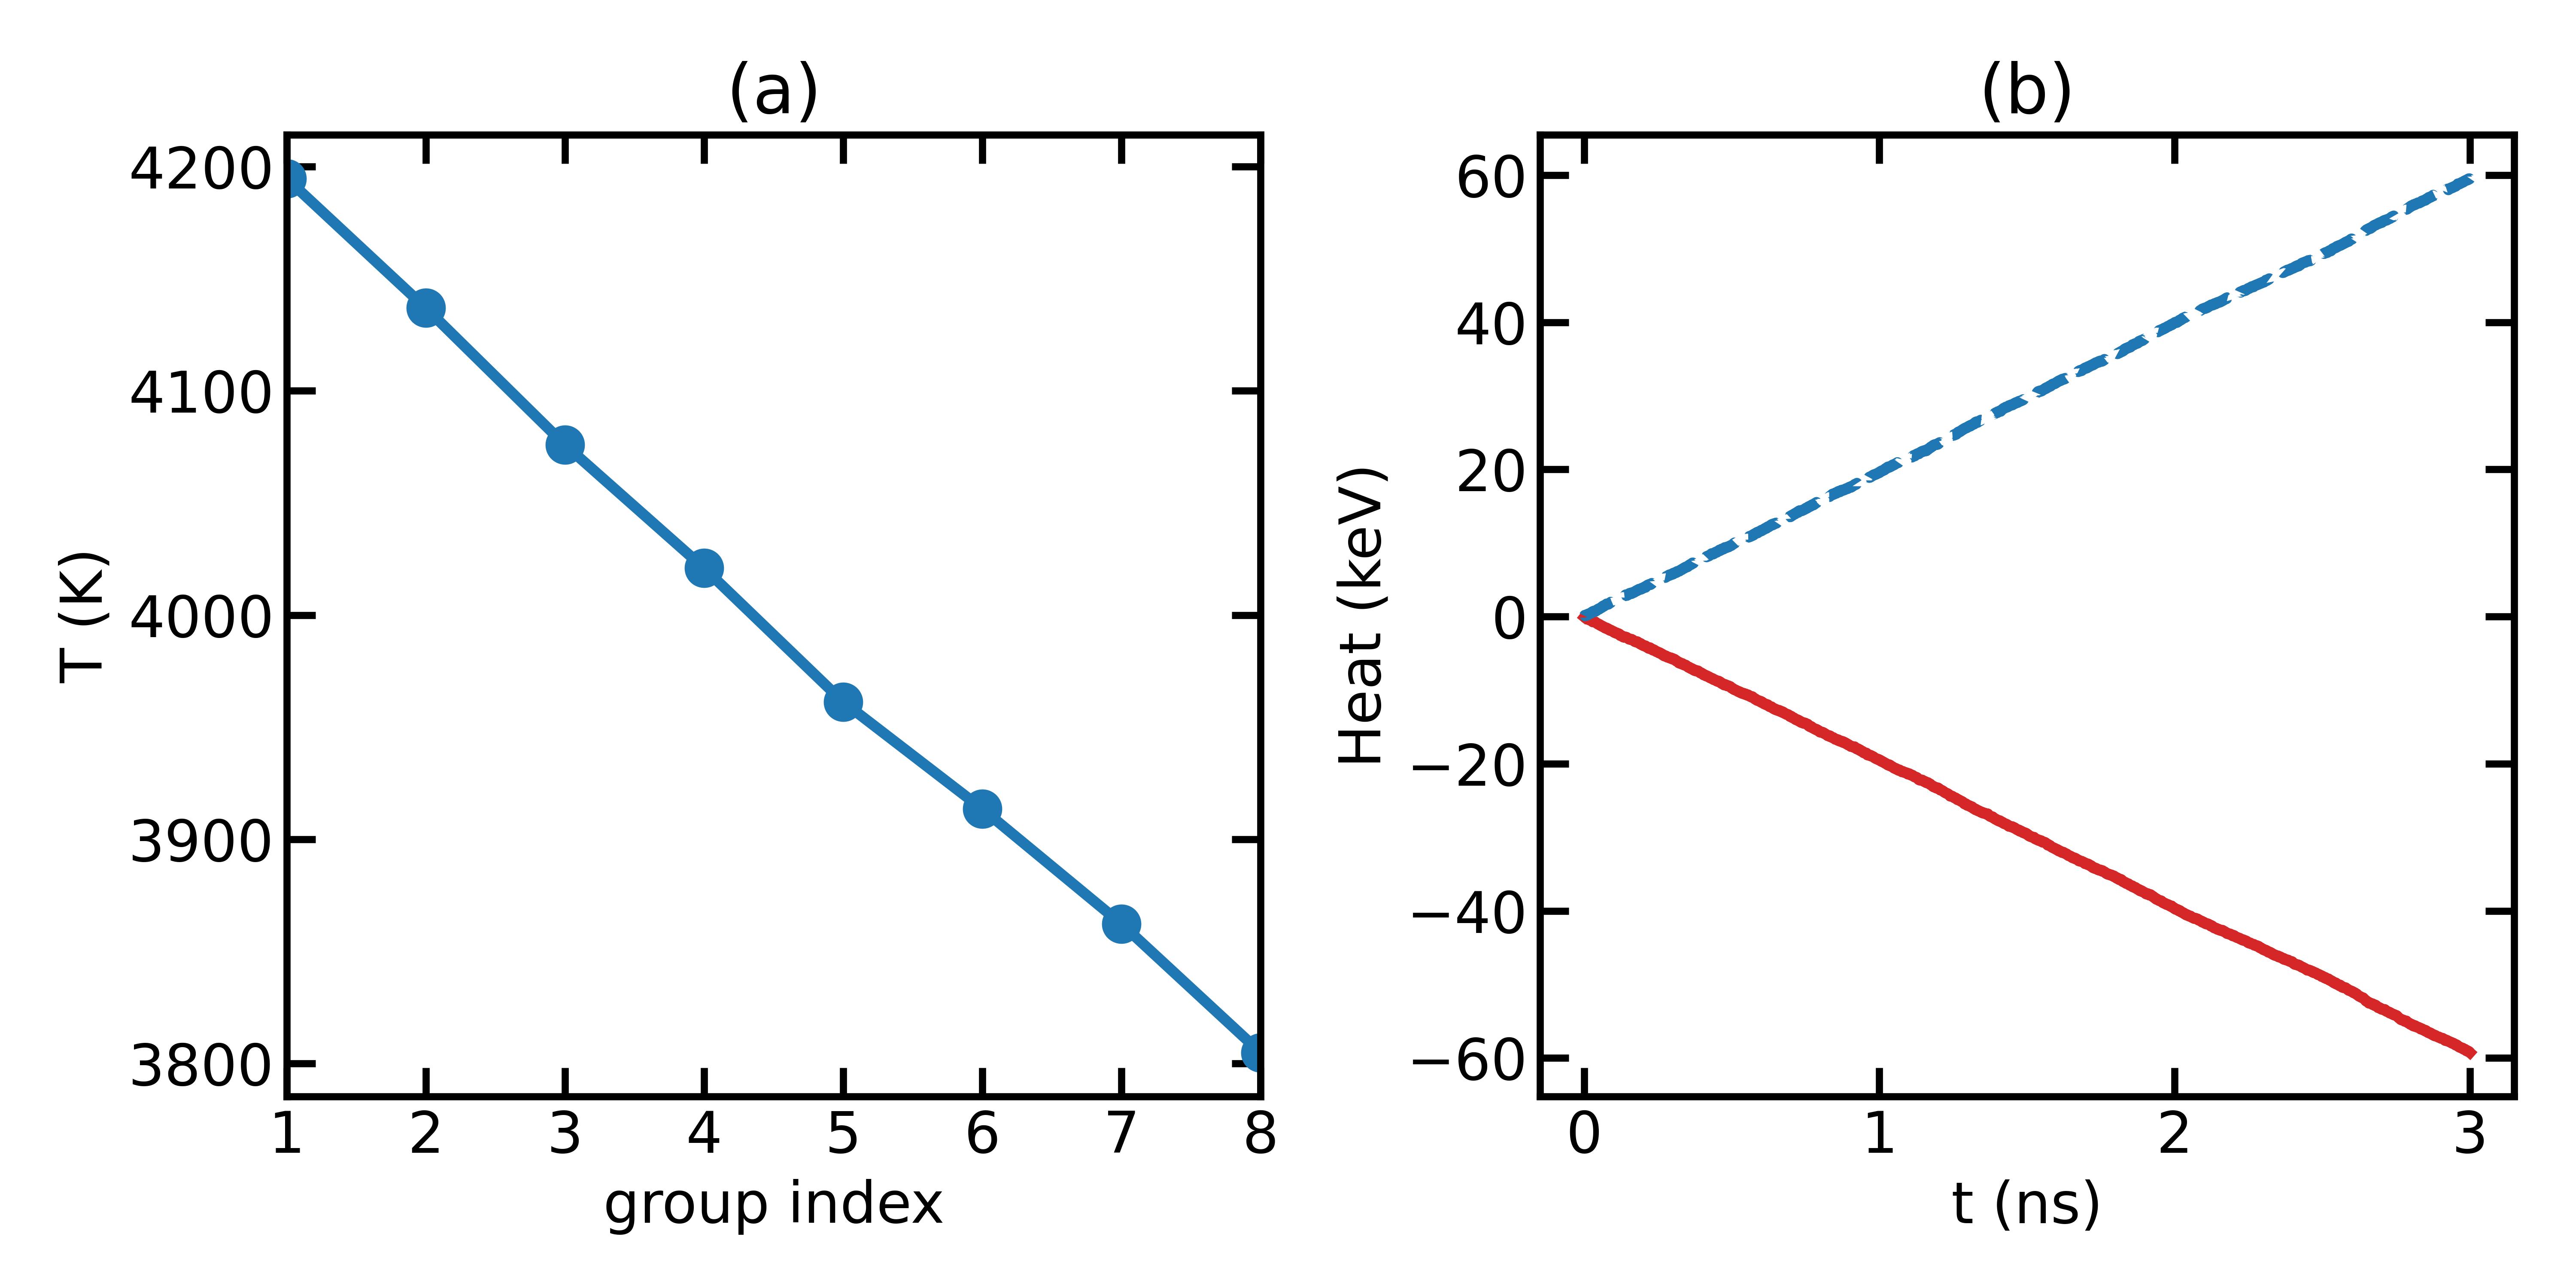 (a)
T (K)
4200
4100
4000
3900
3800
1 2 3 4 5 6 7 8
group index
(b)
Heat (keV)
60
40
20
0
−20
−40
−60
0 1 2 3
t (ns)